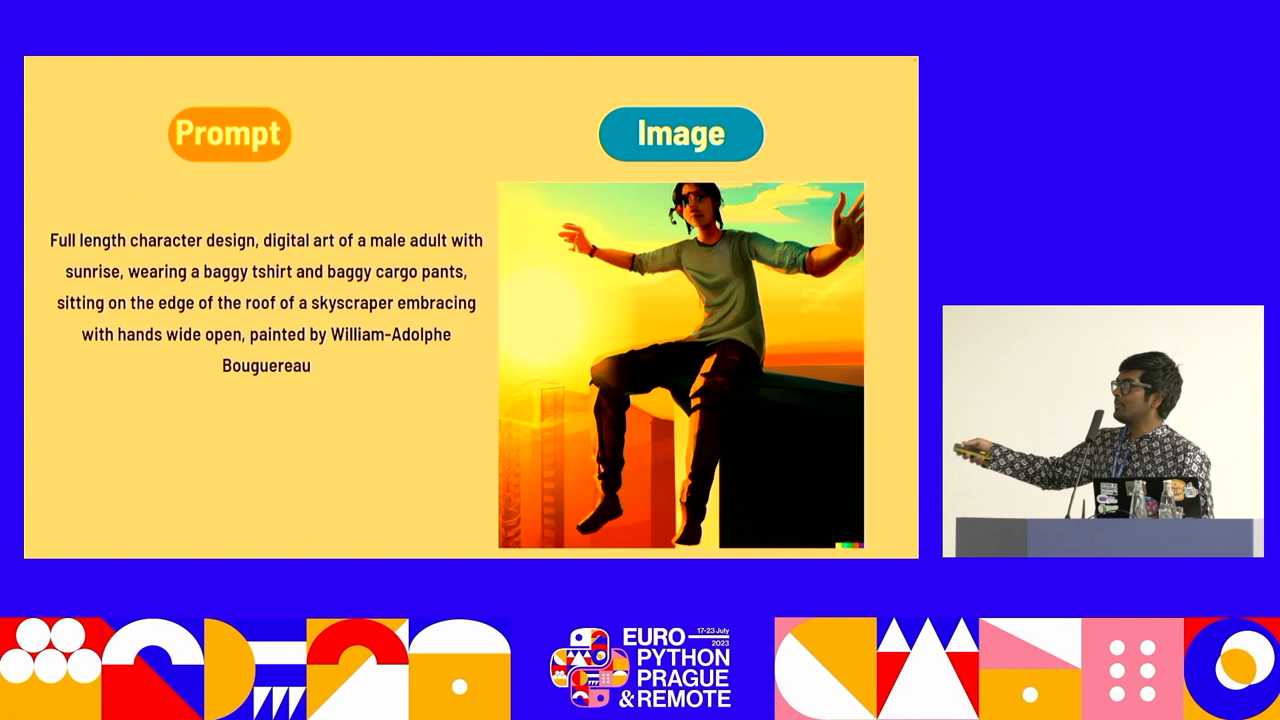 Prompt
Image
Full length character design, digital art of a male adult with
sunrise, wearing a baggy tshirt and baggy cargo pants,
sitting on the edge of the roof of a skyscraper embracing
with hands wide open, painted by William-Adolphe
Bouguereau
EURO
17-23 July
2023
PYTHON
PRAGUE
& REMOTE